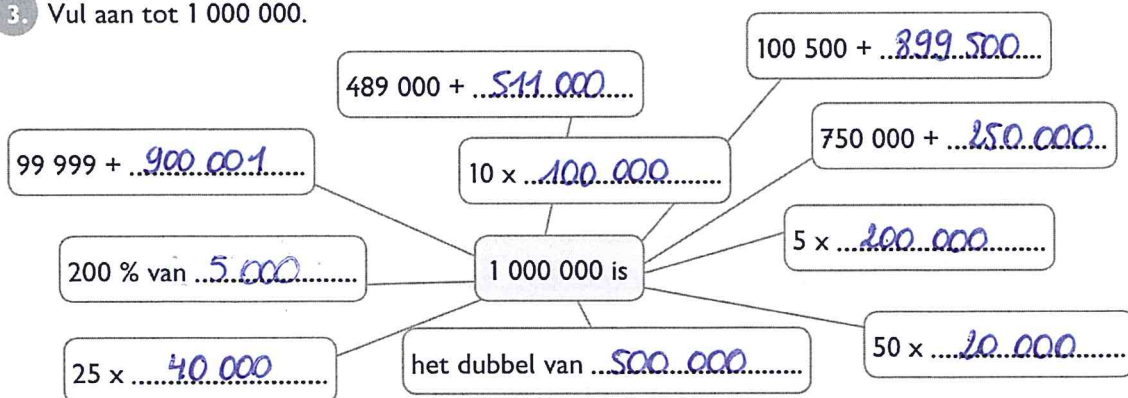 3. Vul aan tot 1 000 000.
100 500 + 899 500
489 000 + 511 000
750 000 + 250 000
99 999 + 900 001
10 x 100 000
5 x 200 000
200 % van 5 000
1 000 000 is
50 x 20 000
25 x 40 000
het dubbel van 500 000